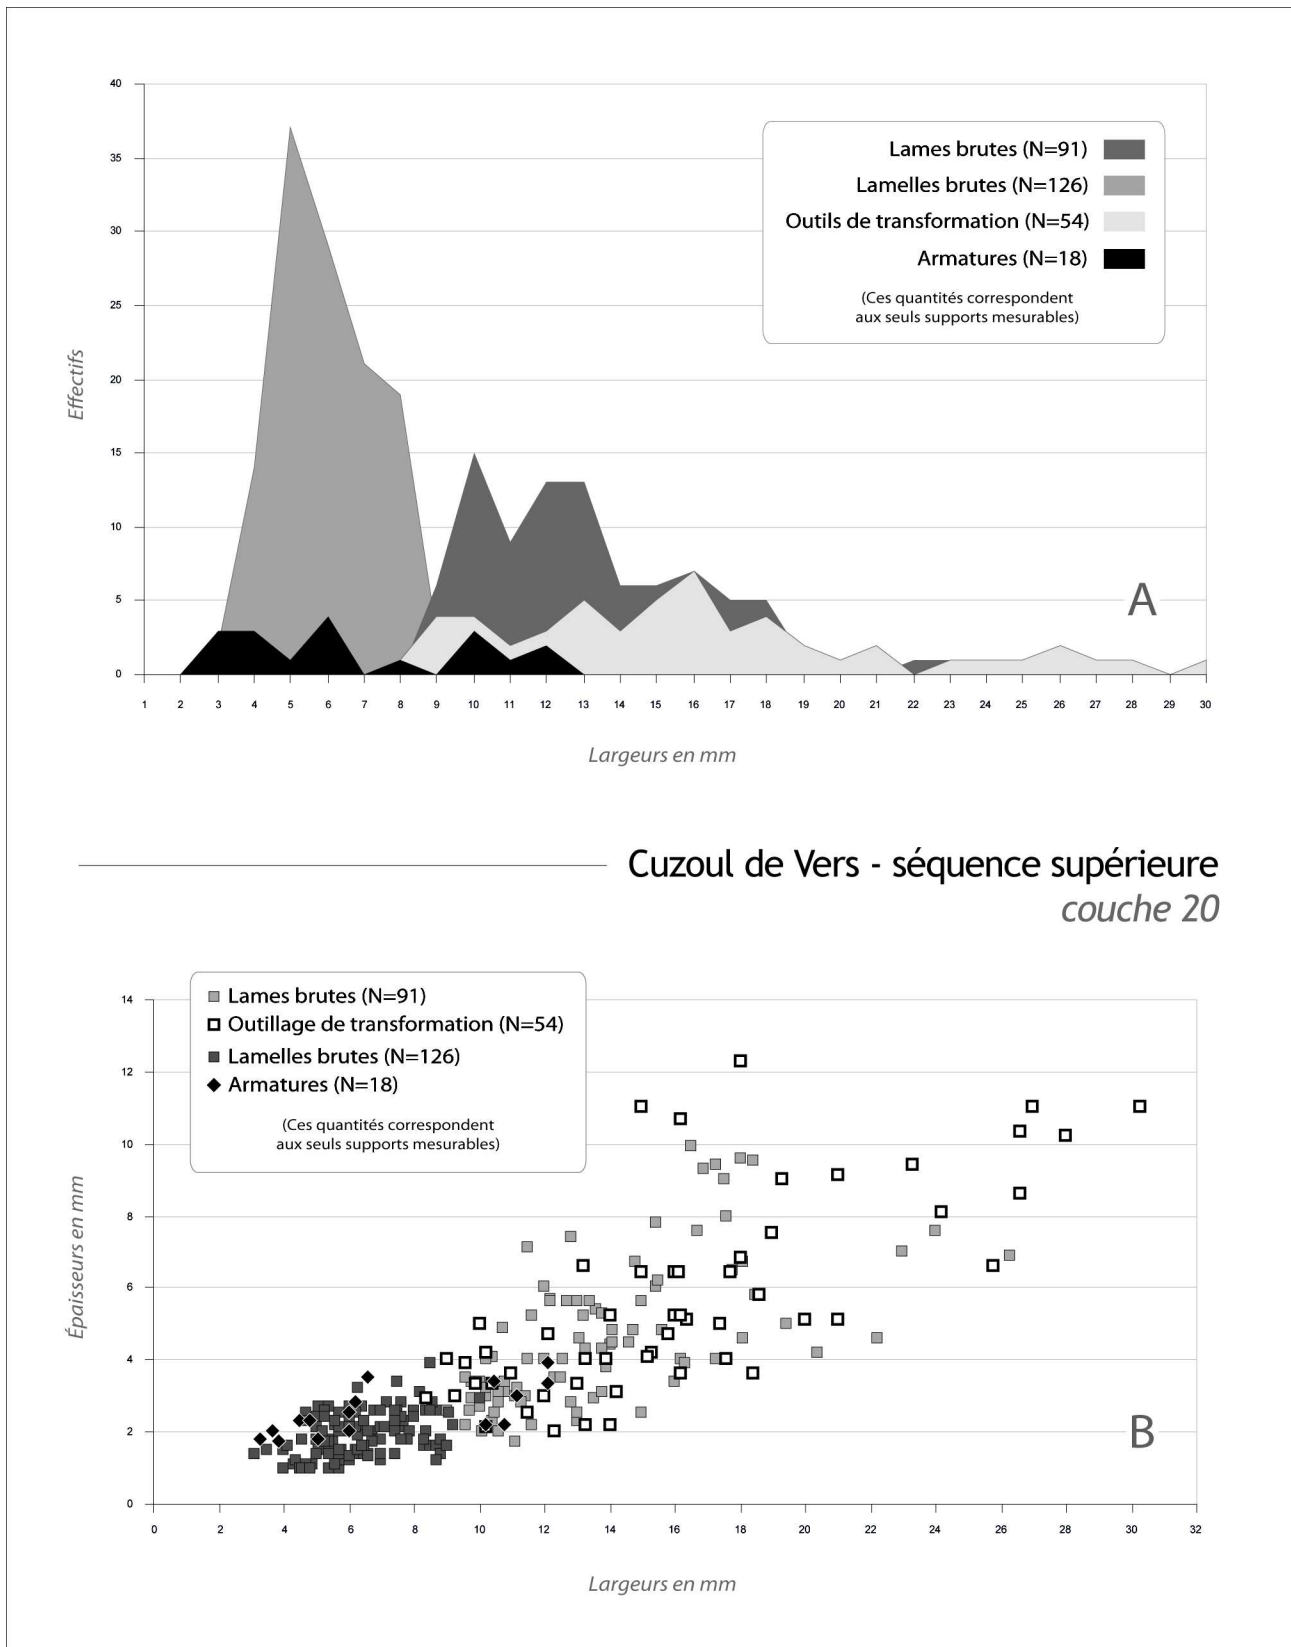 40
35
30
25
20
15
10
5
0
Effectifs
Lames brutes (N=91)
Lamelles brutes (N=126)
Outils de transformation (N=54)
Armatures (N=18)
(Ces quantités correspondent
aux seuls supports mesurables)
A
1 2 3 4 5 6 7 8 9 10 11 12 13 14 15 16 17 18 19 20 21 22 23 24 25 26 27 28 29 30
Largeurs en mm
Cuzoul de Vers - séquence supérieure
couche 20
14
12
10
8
6
4
2
0
Épaisseurs en mm
Lames brutes (N=91)
Outillage de transformation (N=54)
Lamelles brutes (N=126)
Armatures (N=18)
(Ces quantités correspondent
aux seuls supports mesurables)
B
0 2 4 6 8 10 12 14 16 18 20 22 24 26 28 30 32
Largeurs en mm